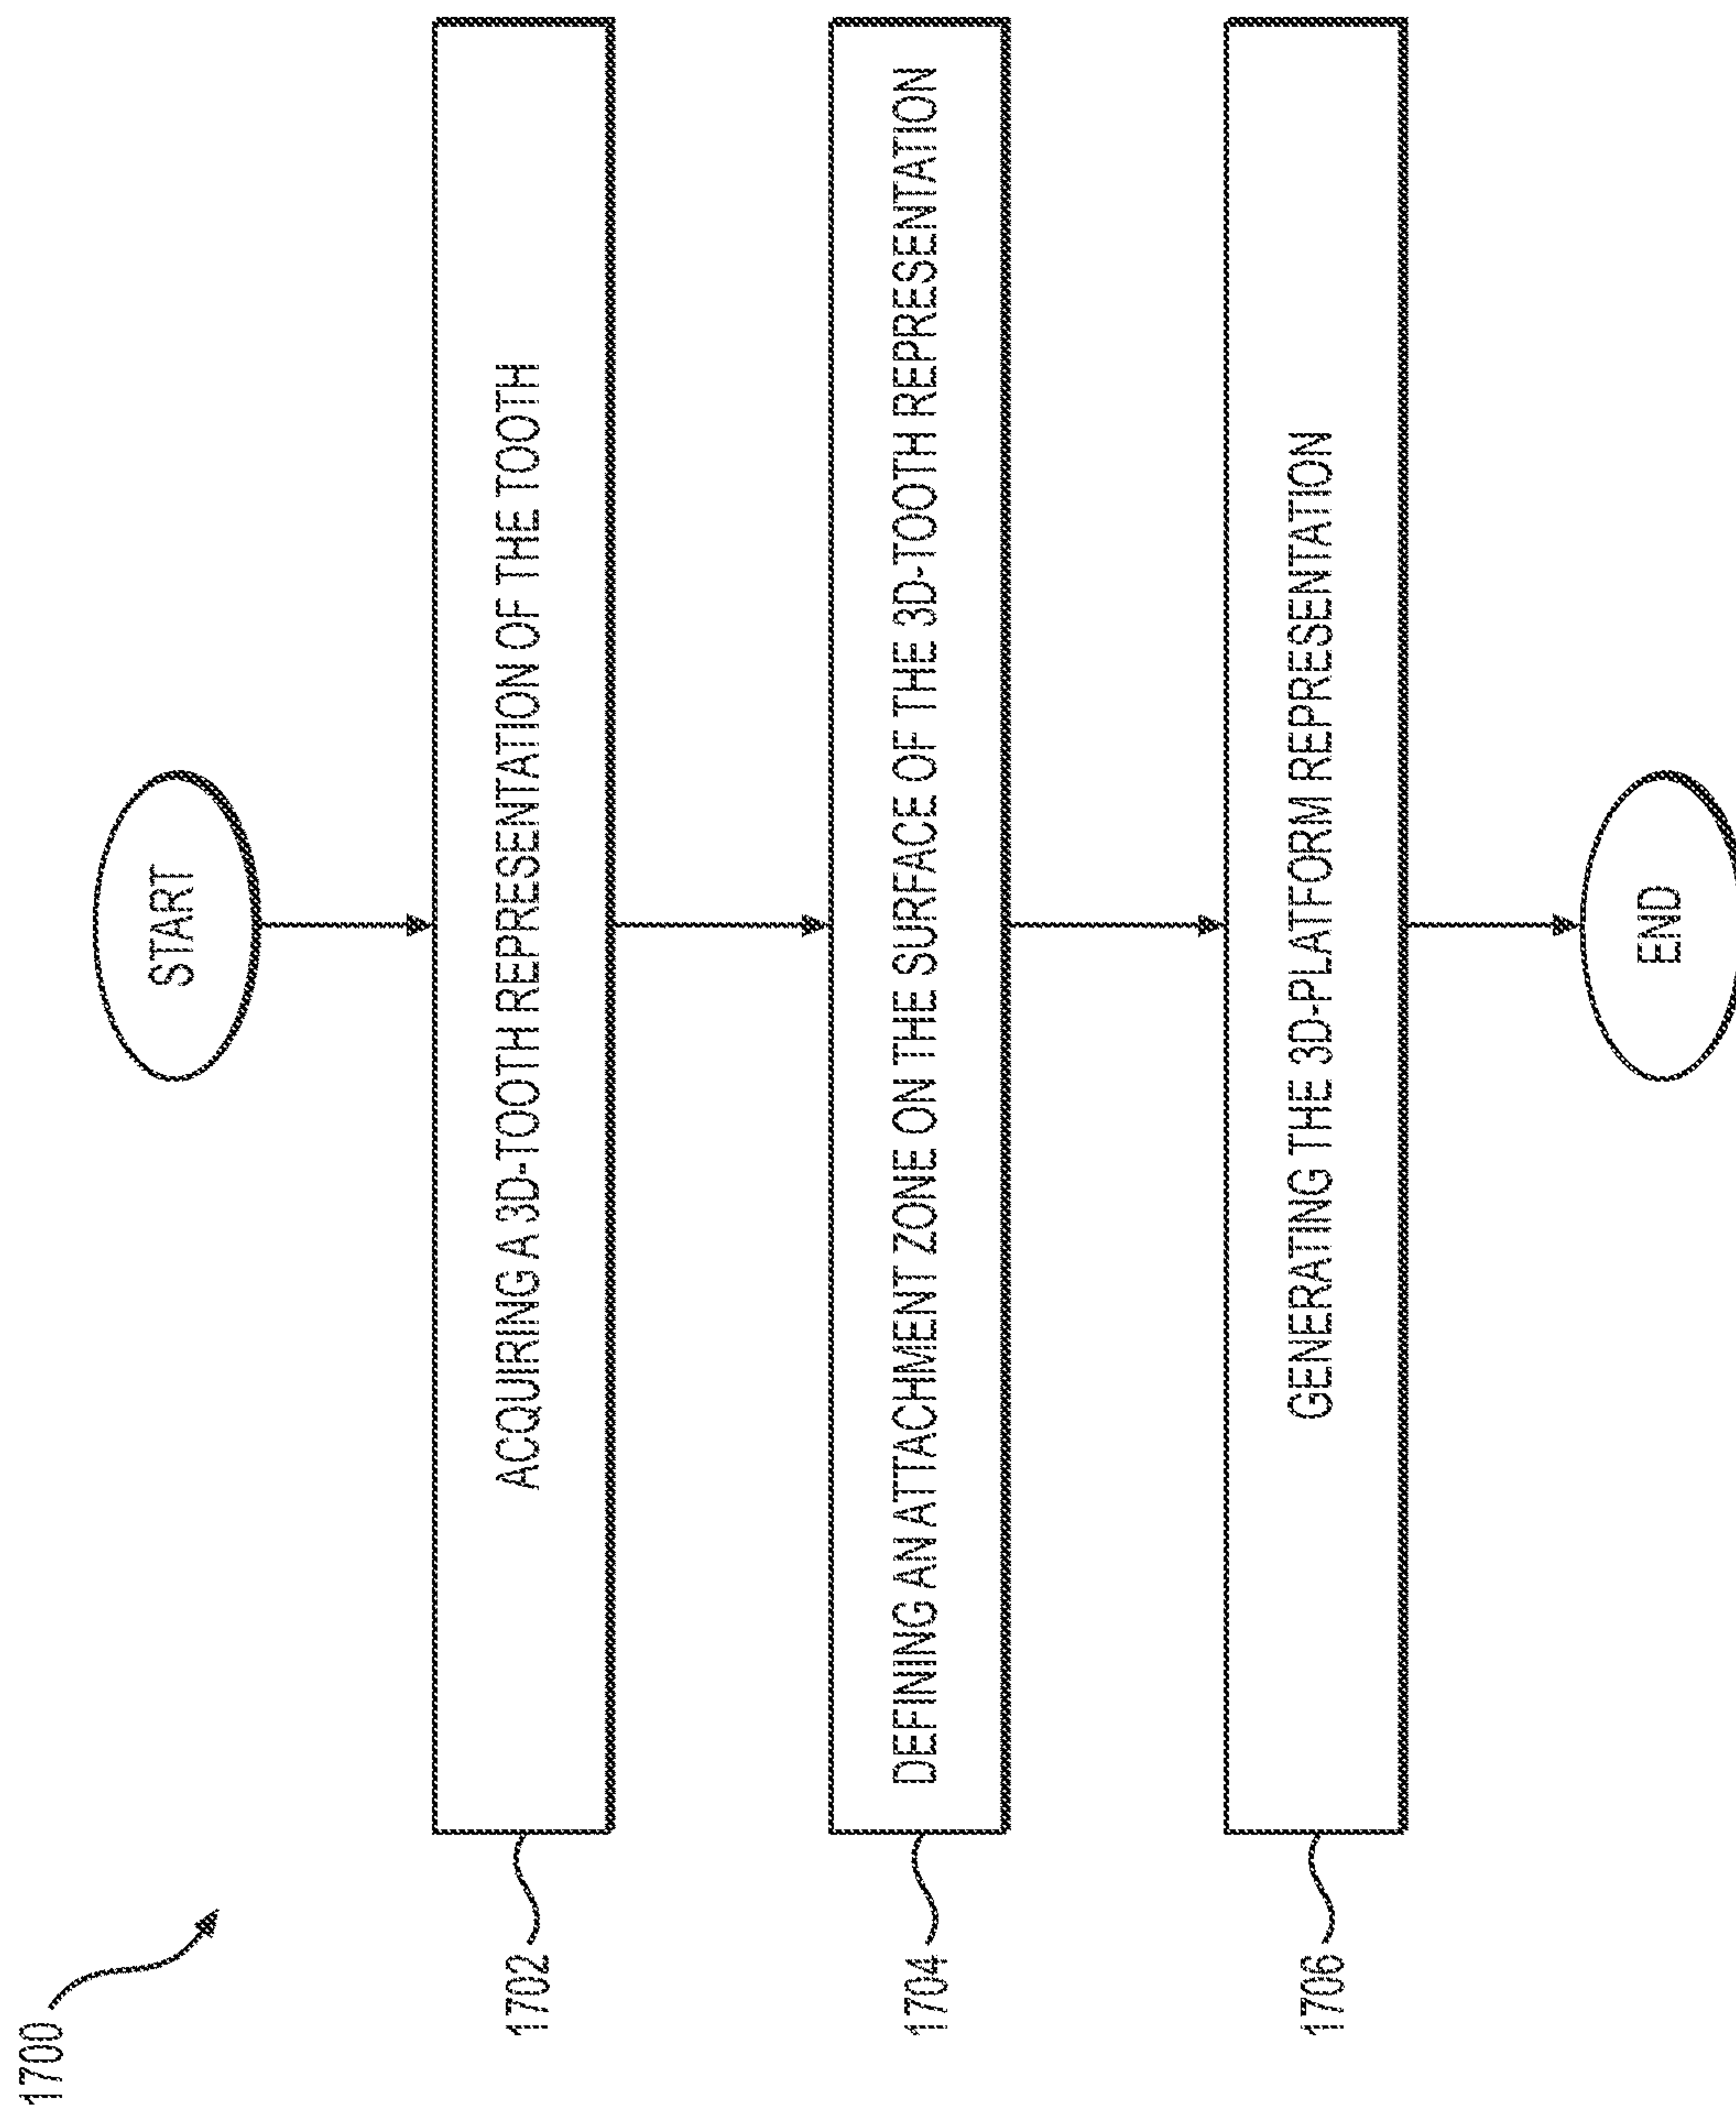 1700
START
1702
ACQUIRING A 3D-TOOTH REPRESENTATION OF THE TOOTH
1704
DEFINING AN ATTACHMENT ZONE ON THE SURFACE OF THE 3D-TOOTH REPRESENTATION
1706
GENERATING THE 3D-PLATFORM REPRESENTATION
END